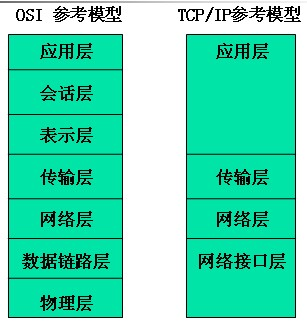 OSI 参考模型
应用层
会话层
表示层
传输层
网络层
数据链路层
物理层
TCP/IP参考模型
应用层
传输层
网络层
网络接口层